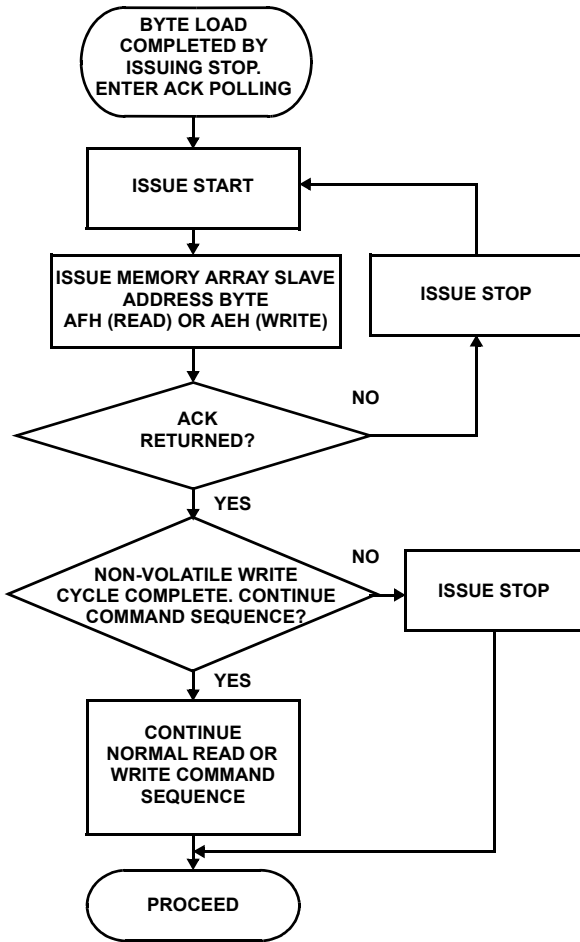 BYTE LOAD
COMPLETED BY
ISSUING STOP.
ENTER ACK POLLING
ISSUE START
ISSUE MEMORY ARRAY SLAVE
ADDRESS BYTE
AFH (READ) OR AEH (WRITE)
ISSUE STOP
NO
ACK
RETURNED?
YES
NO
NON-VOLATILE WRITE
CYCLE COMPLETE. CONTINUE
COMMAND SEQUENCE?
ISSUE STOP
YES
CONTINUE
NORMAL READ OR
WRITE COMMAND
SEQUENCE
PROCEED